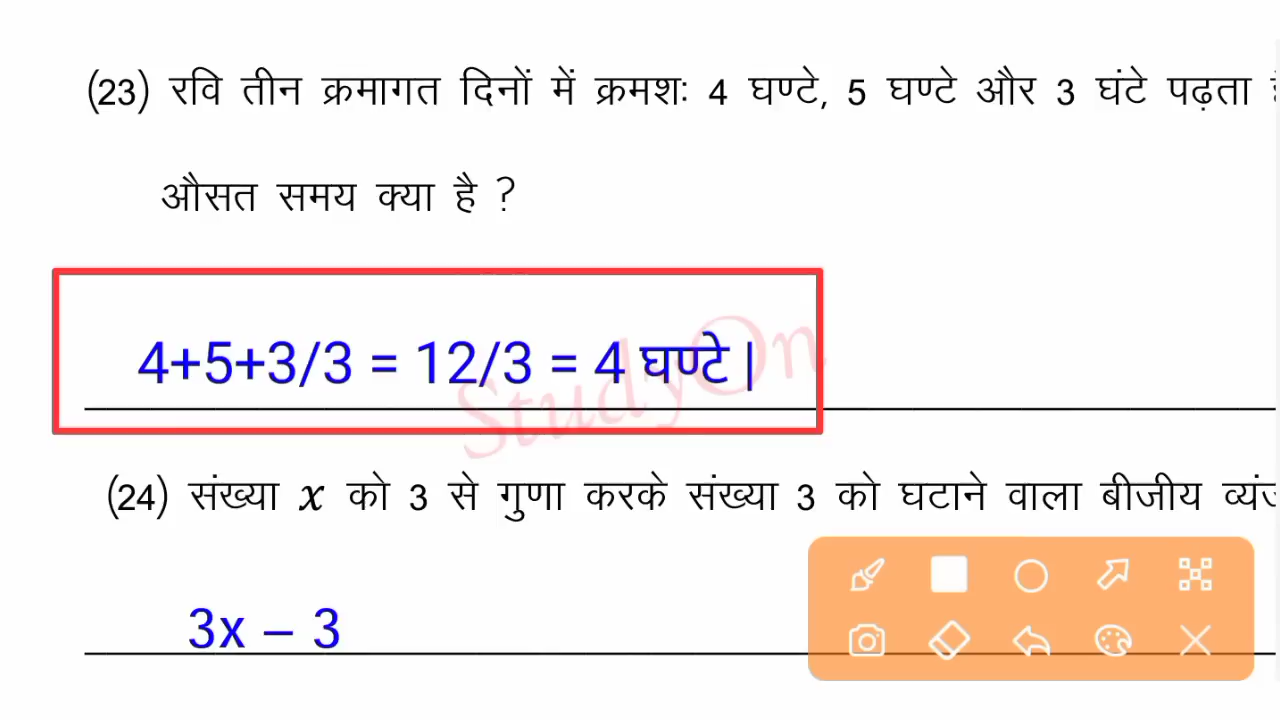 (23) रवि तीन क्रमागत दिनों में क्रमशः 4 घण्टे, 5 घण्टे और 3 घंटे पढ़ता
औसत समय क्या है ?
4+5+3/3 = 12/3 = 4 घण्टे |
StudyOn
(24) संख्या x को 3 से गुणा करके संख्या 3 को घटाने वाला बीजीय
3x – 3